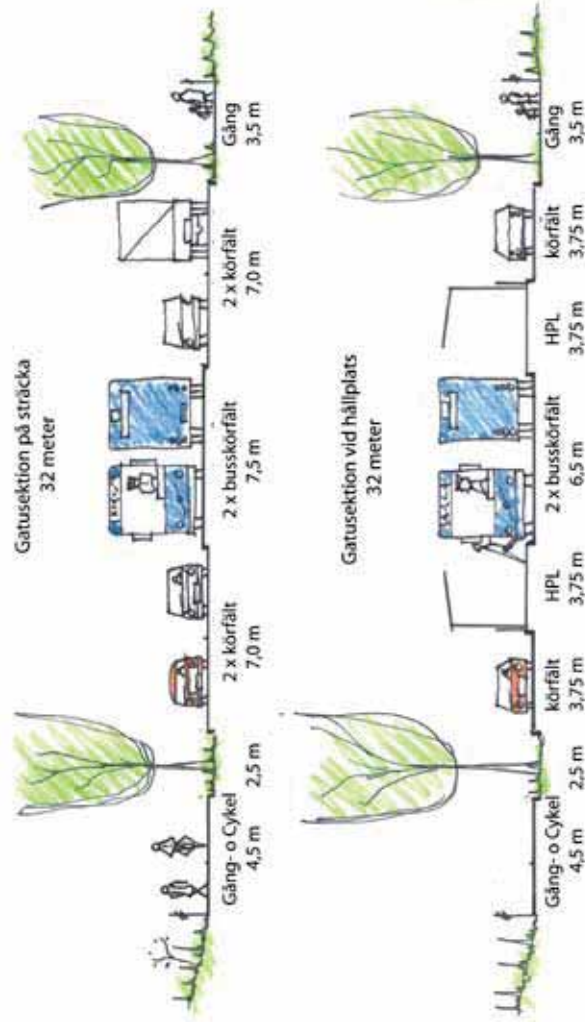 Gatusektion på sträcka
32 meter
Gång- o Cykel
4,5 m
2,5 m
2 x körfält
7,0 m
2 x busskörfält
7,5 m
2 x körfält
7,0 m
Gång
3,5 m
Gatusektion vid hållplats
32 meter
Gång- o Cykel
4,5 m
2,5 m
körfält
3,75 m
HPL
3,75 m
2 x busskörfält
6,5 m
HPL
3,75 m
körfält
3,75 m
Gång
3,5 m